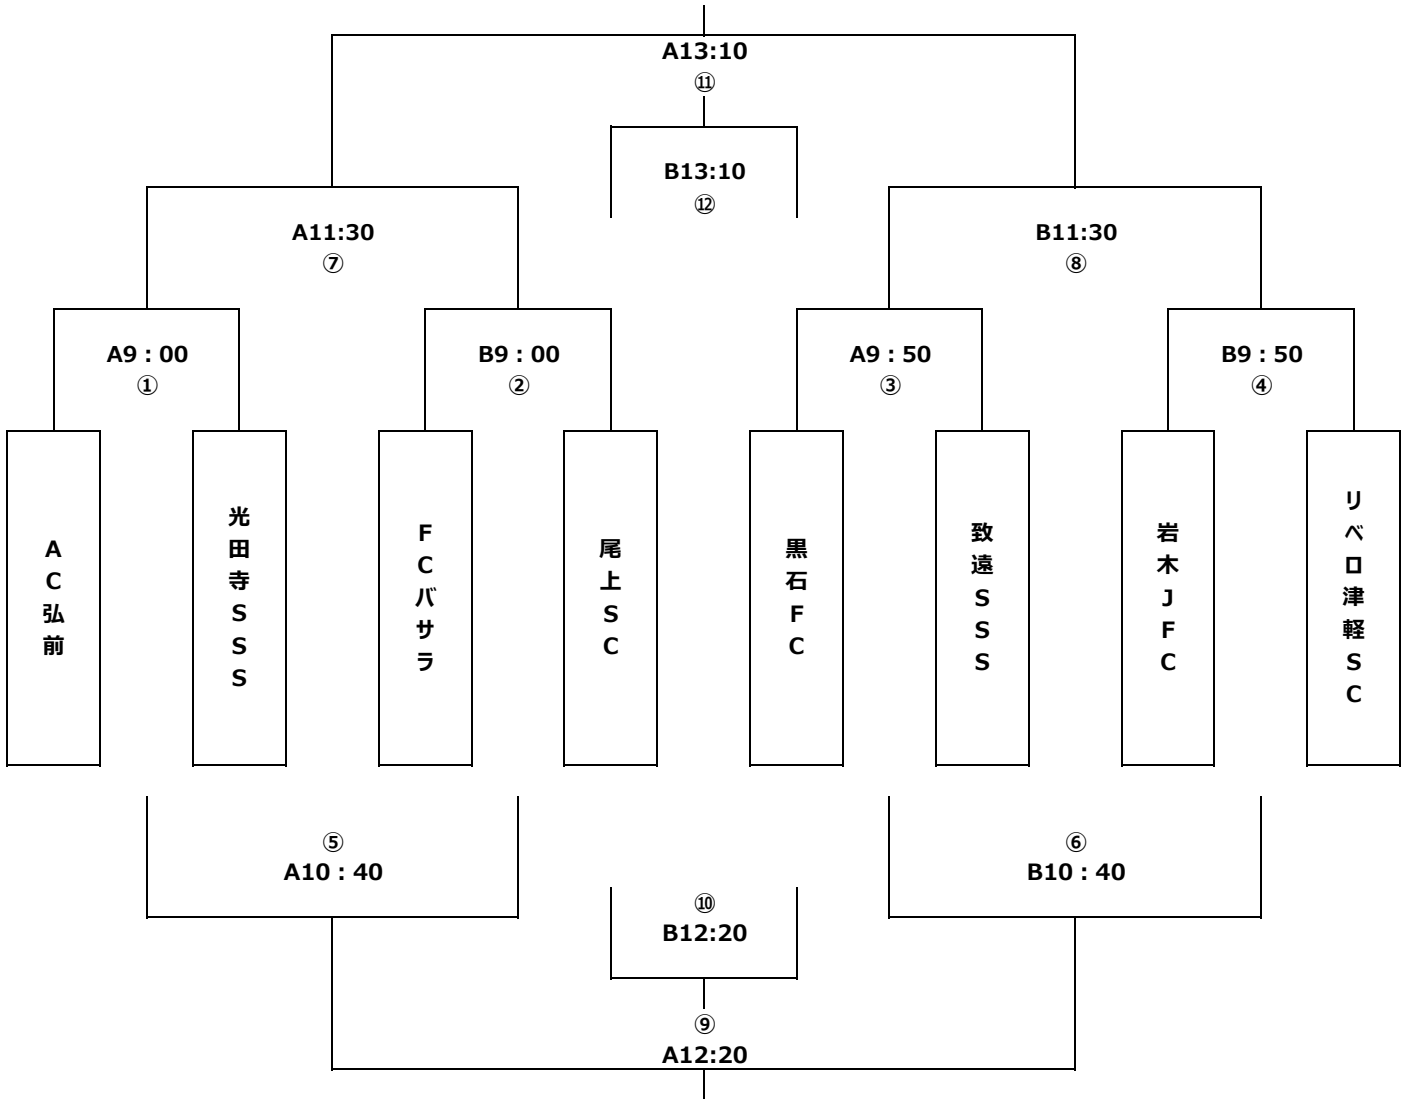 A13:10
⑪
B13:10
⑫
A11:30
⑦
B11:30
⑧
A9：00
①
B9：00
②
A9：50
③
B9：50
④
AC弘前
光田寺SSS
FCバサラ
尾上SC
黒石FC
致遠SSS
岩木JFC
リベロ津軽SC
⑤
A10：40
⑥
B10：40
⑩
B12:20
⑨
A12:20